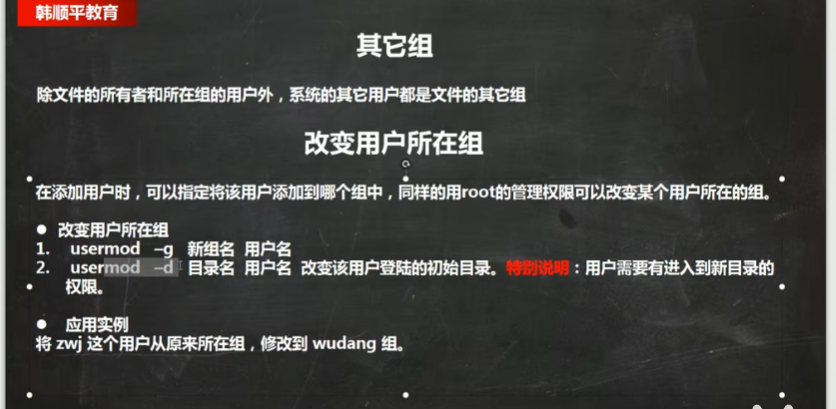 韩顺平教育
其它组
除文件的所有者和所在组的用户外，系统的其它用户都是文件的其它组
改变用户所在组
在添加用户时，可以指定将该用户添加到哪个组中，同样的用root的管理权限可以改变某个用户所在的组。
● 改变用户所在组
1. usermod –g 新组名 用户名
2. usermod –d 目录名 用户名 改变该用户登陆的初始目录。特别说明：用户需要有进入到新目录的
权限。
● 应用实例
将 zwj 这个用户从原来所在组，修改到 wudang 组。